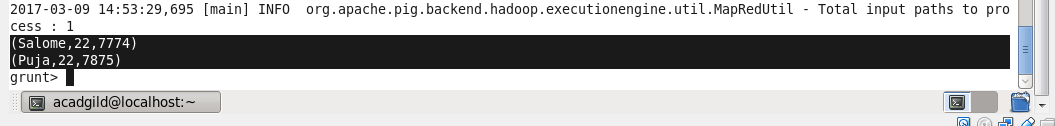 2017-03-09 14:53:29,695 [main] INFO  org.apache.pig.backend.hadoop.executionengine.util.MapRedUtil - Total input paths to pro
cess : 1
(Salome,22,7774)
(Puja,22,7875)
grunt>
acadgild@localhost:~